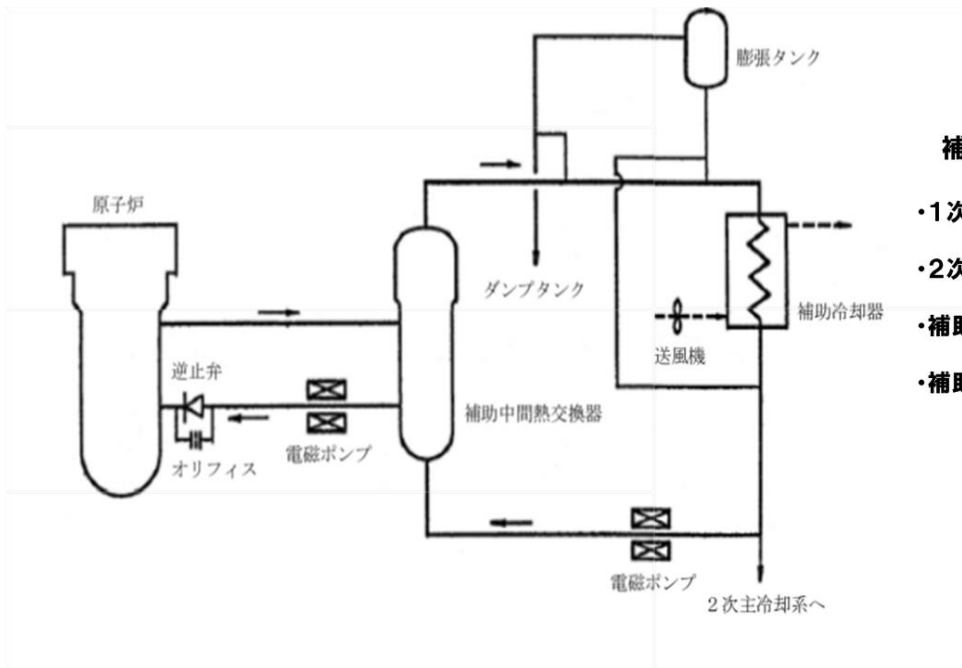 膨張タンク
補
原子炉
・1次
ダンプタンク
・2次
補助冷却器
送風機
・補助
逆止弁
補助中間熱交換器
・補助
電磁ポンプ
オリフィス
電磁ポンプ
2次主冷却系へ